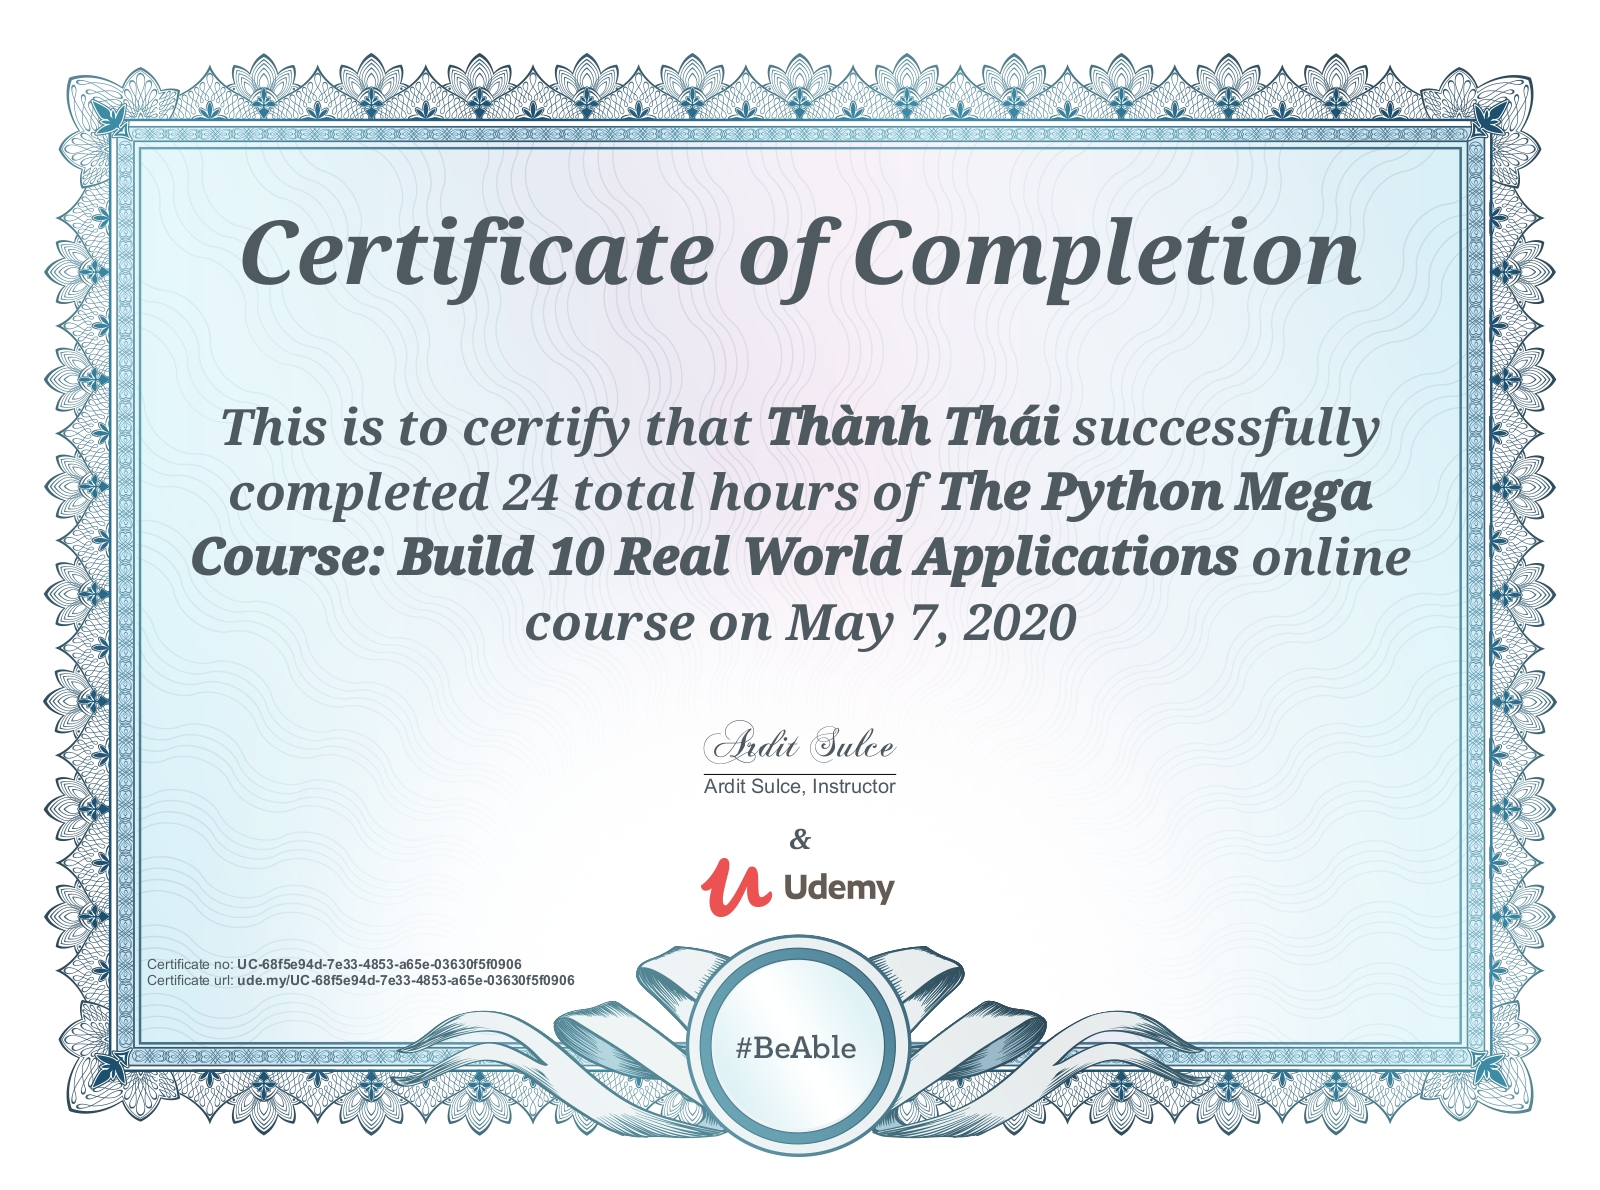 Certificate of Completion
This is to certify that Thành Thái successfully
completed 24 total hours of The Python Mega
Course: Build 10 Real World Applications online
course on May 7, 2020
Ardit Sulce
Ardit Sulce, Instructor
&
Udemy
Certificate no: UC-68f5e94d-7e33-4853-a65e-03630f5f0906
Certificate url: ude.my/UC-68f5e94d-7e33-4853-a65e-03630f5f0906
#BeAble